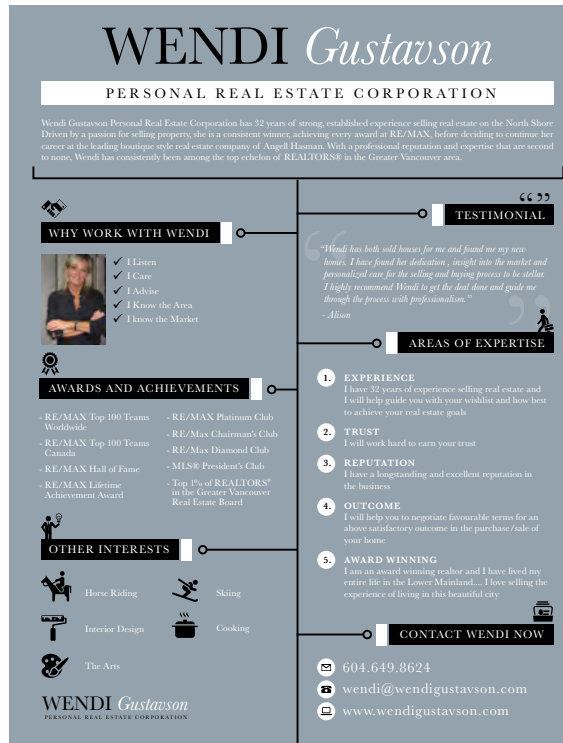 WENDI Gustavson
PERSONAL REAL ESTATE CORPORATION
Wendi Gustavson Personal Real Estate Corporation has 32 years of strong, established experience selling real estate on the North Shore
Driven by a passion for selling property, she is a consistent winner, achieving every award at RE/MAX, before deciding to continue her
career at the leading boutique style real estate company of Angell Hasman. With a professional reputation and expertise that are second
to none, Wendi has consistently been among the top echelon of REALTORS® in the Greater Vancouver area.
WHY WORK WITH WENDI
I Listen
I Care
I Advise
I Know the Area
I know the Market
AWARDS AND ACHIEVEMENTS
- RE/MAX Top 100 Teams
Worldwide
- RE/MAX Top 100 Teams
Canada
- RE/MAX Hall of Fame
- RE/MAX Lifetime
Achievement Award
- RE/MAX Platinum Club
- RE/Max Chairman's Club
- RE/Max Diamond Club
- MLS® President's Club
- Top 1% of REALTORS®
in the Greater Vancouver
Real Estate Board
OTHER INTERESTS
Horse Riding
Skiing
Interior Design
Cooking
The Arts
WENDI Gustavson
PERSONAL REAL ESTATE CORPORATION
TESTIMONIAL
“Wendi has both sold houses for me and found me my new
homes. I have found her dedication , insight into the market and
personalized care for the selling and buying process to be stellar.
I highly recommend Wendi to get the deal done and guide me
through the process with professionalism.”
- Alison
AREAS OF EXPERTISE
1. EXPERIENCE
I have 32 years of experience selling real estate and
I will help guide you with your wishlist and how best
to achieve your real estate goals
2. TRUST
I will work hard to earn your trust
3. REPUTATION
I have a longstanding and excellent reputation in
the business
4. OUTCOME
I will help you to negotiate favourable terms for an
above satisfactory outcome in the purchase/sale of
your home
5. AWARD WINNING
I am an award winning realtor and I have lived my
entire life in the Lower Mainland.... I love selling the
experience of living in this beautiful city
CONTACT WENDI NOW
604.649.8624
wendi@wendigustavson.com
www.wendigustavson.com